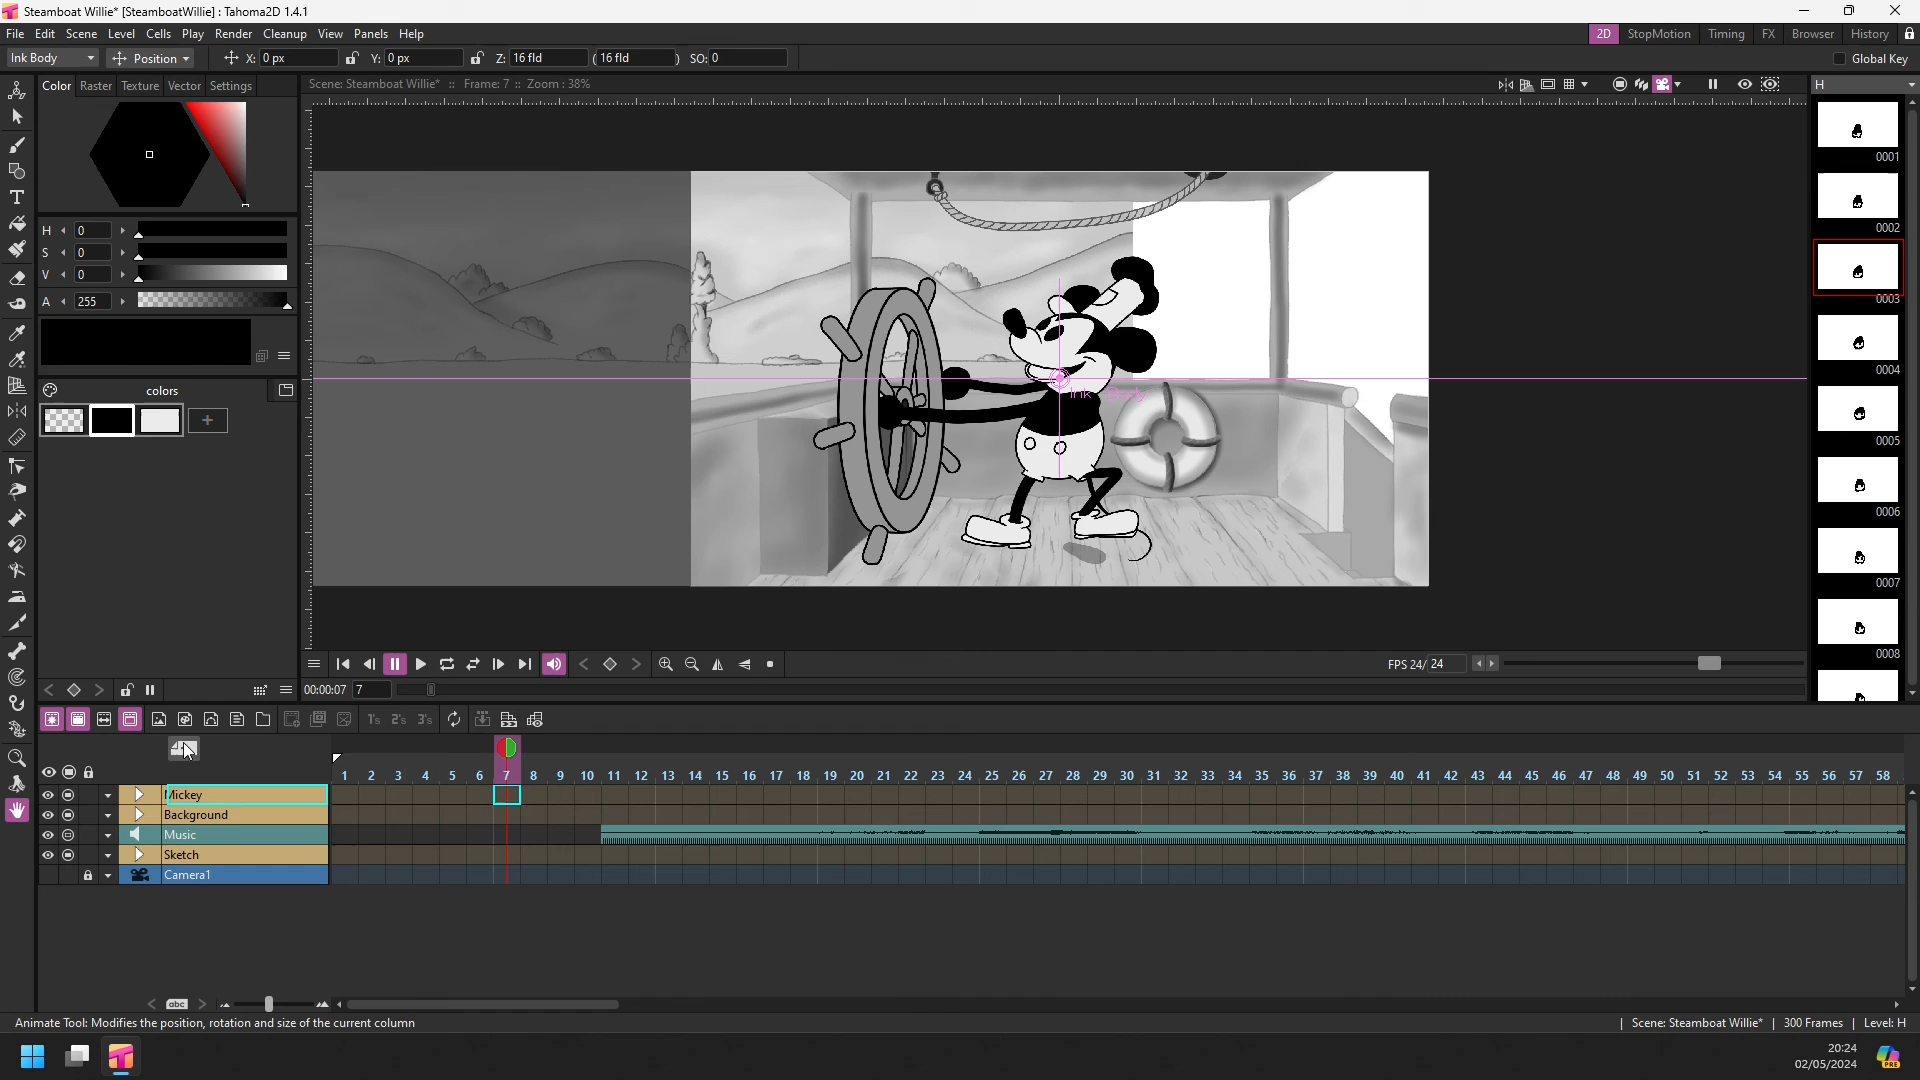 Steamboat Willie* [SteamboatWillie] : Tahoma2D 1.4.1
File Edit Scene Level Cells Play Render Cleanup View Panels Help
2D StopMotion Timing FX Browser History
Ink Body Position X: 0 px Y: 0 px Z: 16 fld ( 16 fld ) SO: 0 Global Key
Color Raster Texture Vector Settings
Scene: Steamboat Willie* :: Frame: 7 :: Zoom : 38%
H
0001
0002
0003
0004
0005
0006
0007
0008
H 0
S 0
V 0
A 255
colors
Ink Body
FPS 24/ 24
00:00:07 7
1's 2's 3's
1 2 3 4 5 6 7 8 9 10 11 12 13 14 15 16 17 18 19 20 21 22 23 24 25 26 27 28 29 30 31 32 33 34 35 36 37 38 39 40 41 42 43 44 45 46 47 48 49 50 51 52 53 54 55 56 57 58
Mickey
Background
Music
Sketch
Camera1
abc
Animate Tool: Modifies the position, rotation and size of the current column
Scene: Steamboat Willie* | 300 Frames | Level: H
20:24
02/05/2024
PRE